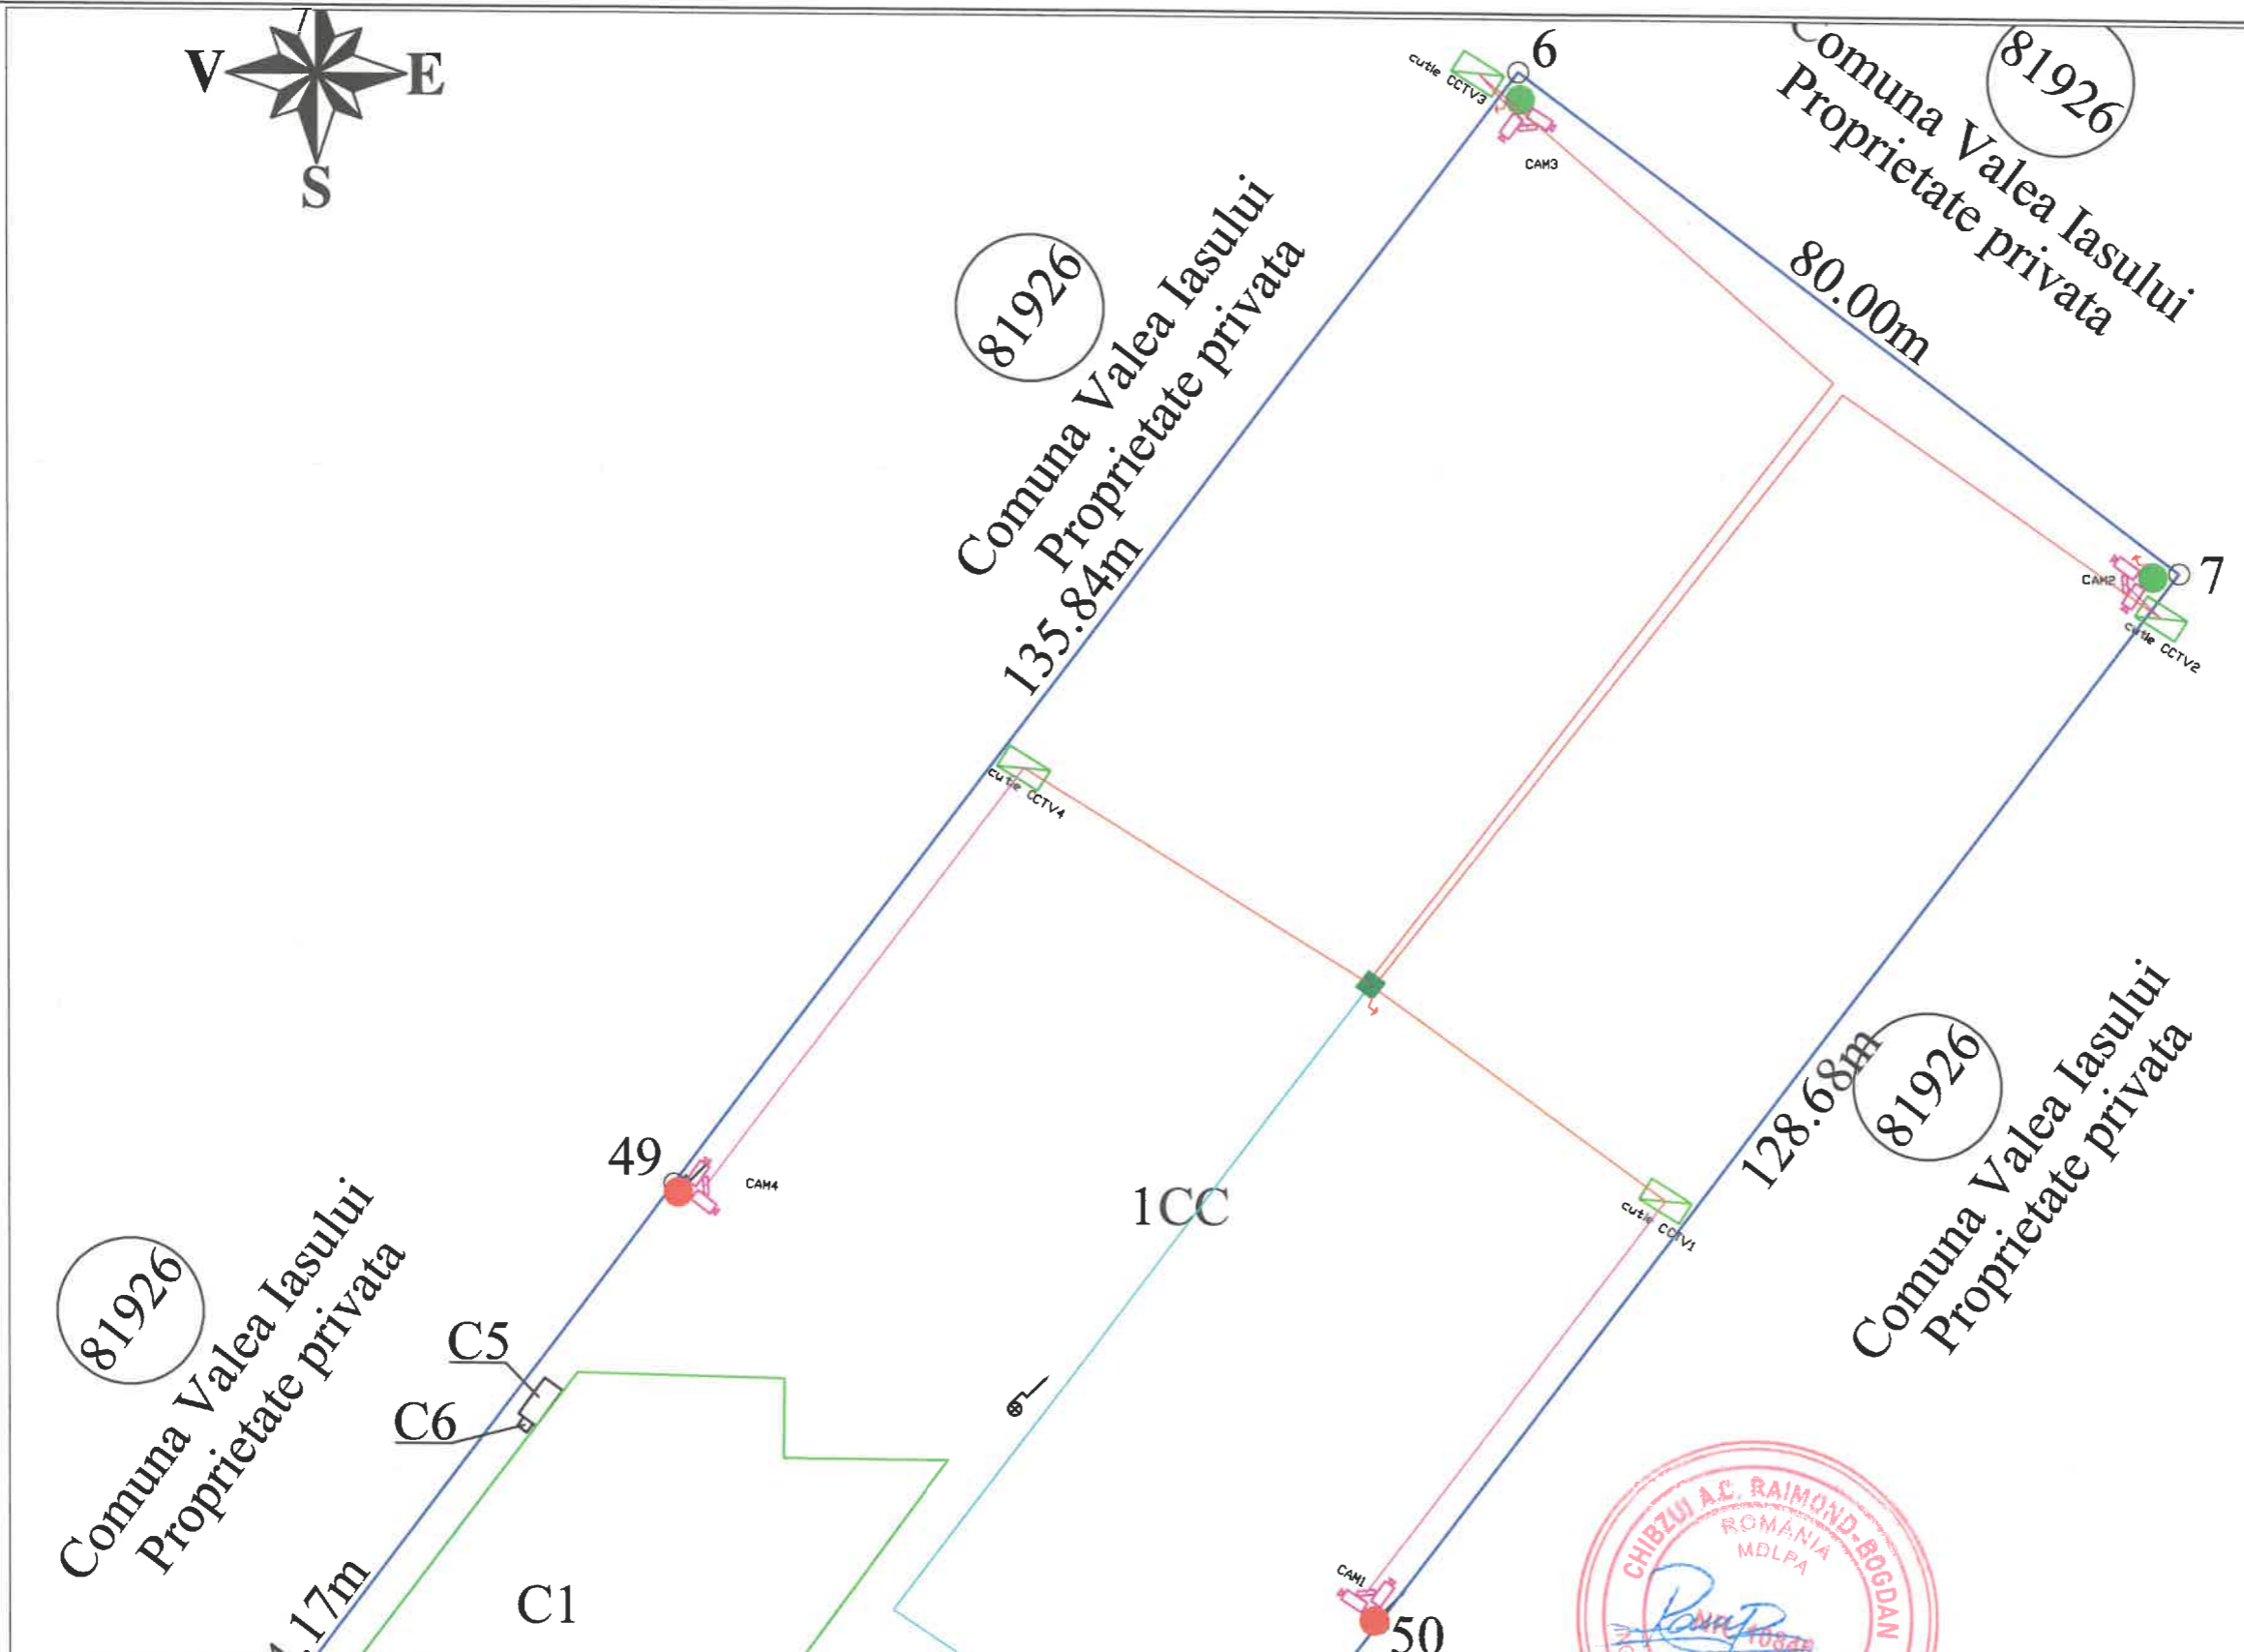 V E
S
6
cutie CCTV3
CAM3
81926
Comuna Valea Iasului
Proprietate privata
81926
Comuna Valea Iasului
Proprietate privata
80.00m
135.84m
7
CAM2
cutie CCTV2
cutie CCTV4
49
CAM4
1CC
128.68m
81926
Comuna Valea Iasului
Proprietate privata
cutie CCTV1
81926
Comuna Valea Iasului
Proprietate privata
C5
C6
.17m
C1
CAM1
50
CHIBZUI A.C. RAIMOND-BOGDAN
ROMANIA
MDLPA